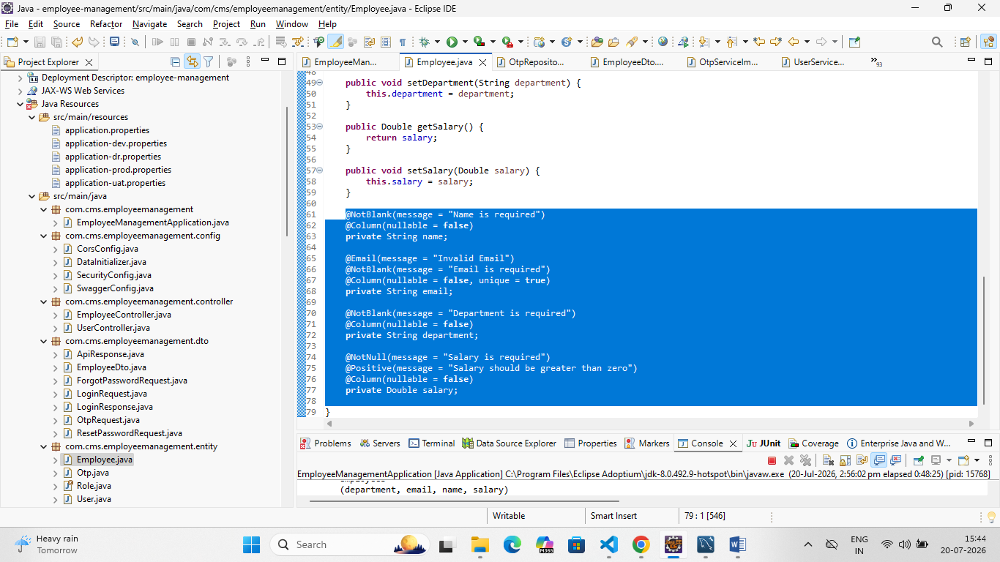 Java - employee-management/src/main/java/com/cms/employeemanagement/entity/Employee.java - Eclipse IDE
File Edit Source Refactor Navigate Search Project Run Window Help
Project Explorer
Deployment Descriptor: employee-management
JAX-WS Web Services
Java Resources
src/main/resources
application.properties
application-dev.properties
application-dr.properties
application-prod.properties
application-uat.properties
src/main/java
com.cms.employeemanagement
EmployeeManagementApplication.java
com.cms.employeemanagement.config
CorsConfig.java
DataInitializer.java
SecurityConfig.java
SwaggerConfig.java
com.cms.employeemanagement.controller
EmployeeController.java
UserController.java
com.cms.employeemanagement.dto
ApiResponse.java
EmployeeDto.java
ForgotPasswordRequest.java
LoginRequest.java
LoginResponse.java
OtpRequest.java
ResetPasswordRequest.java
com.cms.employeemanagement.entity
Employee.java
Otp.java
Role.java
User.java
EmployeeMan... Employee.java OtpReposito... EmployeeDto.... OtpServiceIm... UserService... »93
48
49 public void setDepartment(String department) {
50 this.department = department;
51 }
52
53 public Double getSalary() {
54 return salary;
55 }
56
57 public void setSalary(Double salary) {
58 this.salary = salary;
59 }
60
61 @NotBlank(message = "Name is required")
62 @Column(nullable = false)
63 private String name;
64
65 @Email(message = "Invalid Email")
66 @NotBlank(message = "Email is required")
67 @Column(nullable = false, unique = true)
68 private String email;
69
70 @NotBlank(message = "Department is required")
71 @Column(nullable = false)
72 private String department;
73
74 @NotNull(message = "Salary is required")
75 @Positive(message = "Salary should be greater than zero")
76 @Column(nullable = false)
77 private Double salary;
78
79 }
Problems Servers Terminal Data Source Explorer Properties Markers Console JUnit Coverage Enterprise Java and W...
EmployeeManagementApplication [Java Application] C:\Program Files\Eclipse Adoptium\jdk-8.0.492.9-hotspot\bin\javaw.exe (20-Jul-2026, 2:56:02 pm elapsed 0:48:25) [pid: 15768]
employees
(department, email, name, salary)
Writable Smart Insert 79 : 1 [546]
Heavy rain
Tomorrow
Search
M365
ENG
IN
15:44
20-07-2026